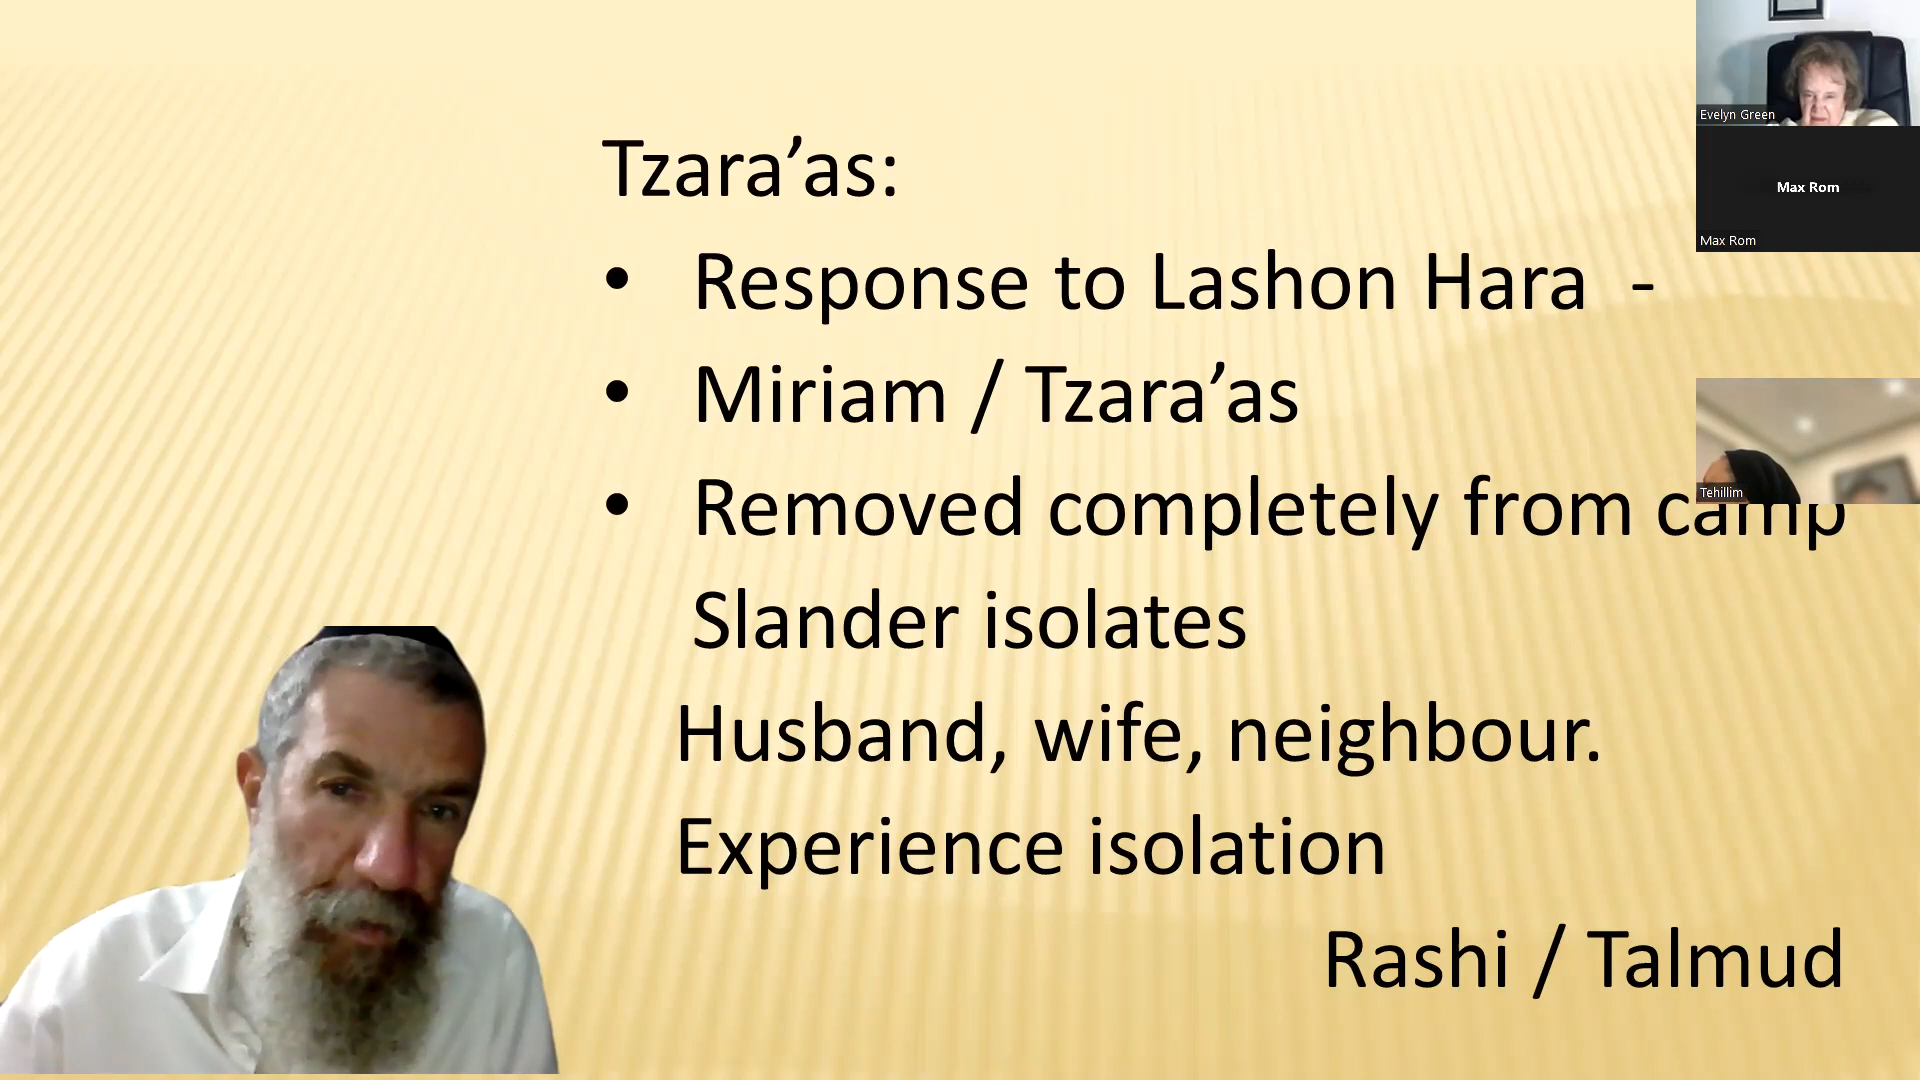 Tzara’as:
• Response to Lashon Hara -
• Miriam / Tzara’as
• Removed completely from camp
Slander isolates
Husband, wife, neighbour.
Experience isolation
Rashi / Talmud
Evelyn Green
Max Rom
Max Rom
Tehillim